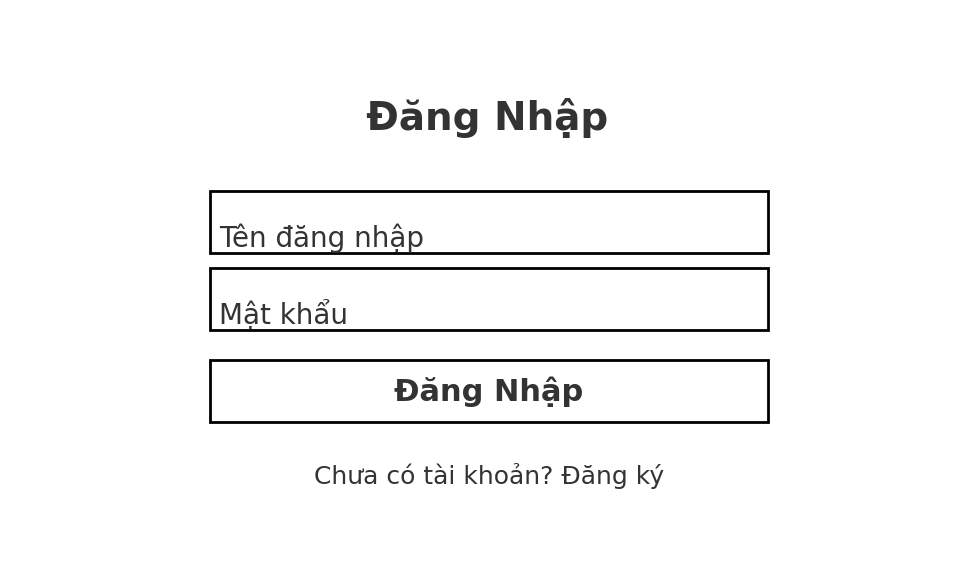 Đăng Nhập
Tên đăng nhập
Mật khẩu
Đăng Nhập
Chưa có tài khoản? Đăng ký